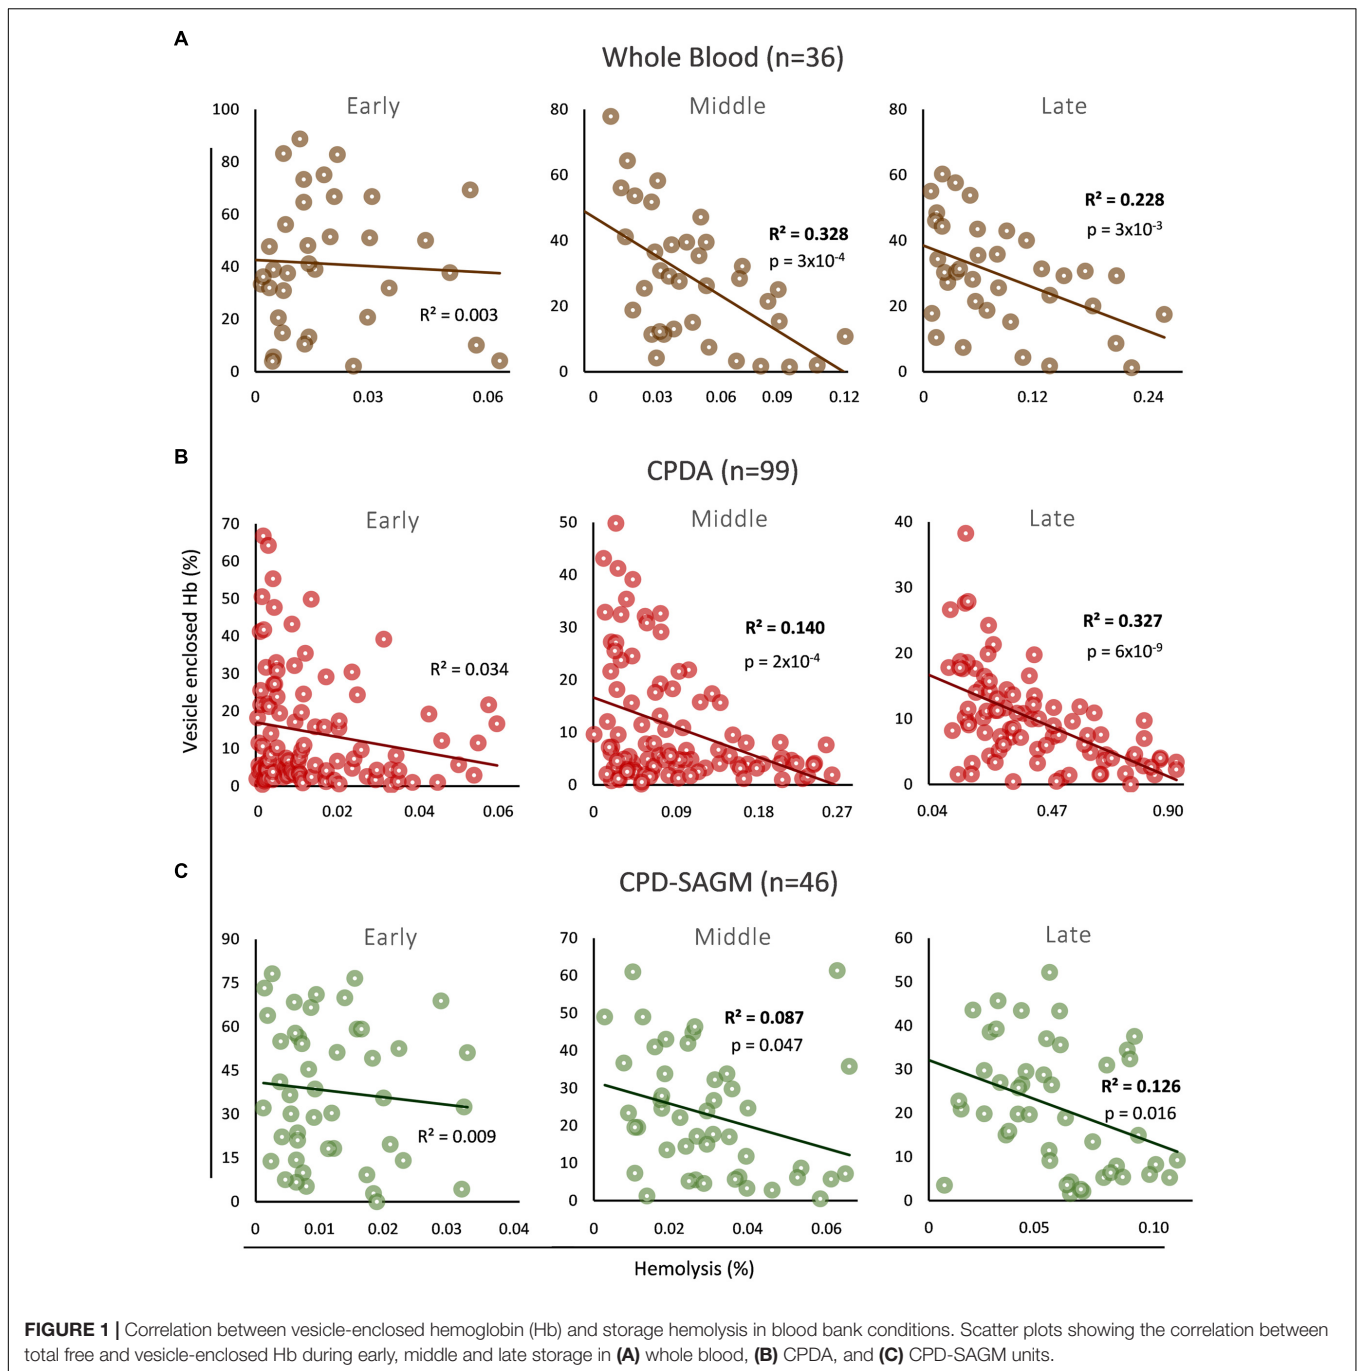 A
Whole Blood (n=36)
Early
Middle
Late
100
80
60
40
20
0
0
0.03
0.06
R² = 0.003
80
60
40
20
0
0
0.03
0.06
0.09
0.12
R² = 0.328
p = 3x10⁻⁴
80
60
40
20
0
0
0.12
0.24
R² = 0.228
p = 3x10⁻³
B
CPDA (n=99)
Early
Middle
Late
Vesicle enclosed Hb (%)
70
60
50
40
30
20
10
0
0
0.02
0.04
0.06
R² = 0.034
50
40
30
20
10
0
0
0.09
0.18
0.27
R² = 0.140
p = 2x10⁻⁴
40
30
20
10
0
0.04
0.47
0.90
R² = 0.327
p = 6x10⁻⁹
C
CPD-SAGM (n=46)
Early
Middle
Late
90
75
60
45
30
15
0
0
0.01
0.02
0.03
0.04
R² = 0.009
70
60
50
40
30
20
10
0
0
0.02
0.04
0.06
R² = 0.087
p = 0.047
60
50
40
30
20
10
0
0
0.05
0.10
R² = 0.126
p = 0.016
Hemolysis (%)
FIGURE 1 | Correlation between vesicle-enclosed hemoglobin (Hb) and storage hemolysis in blood bank conditions. Scatter plots showing the correlation between
total free and vesicle-enclosed Hb during early, middle and late storage in (A) whole blood, (B) CPDA, and (C) CPD-SAGM units.